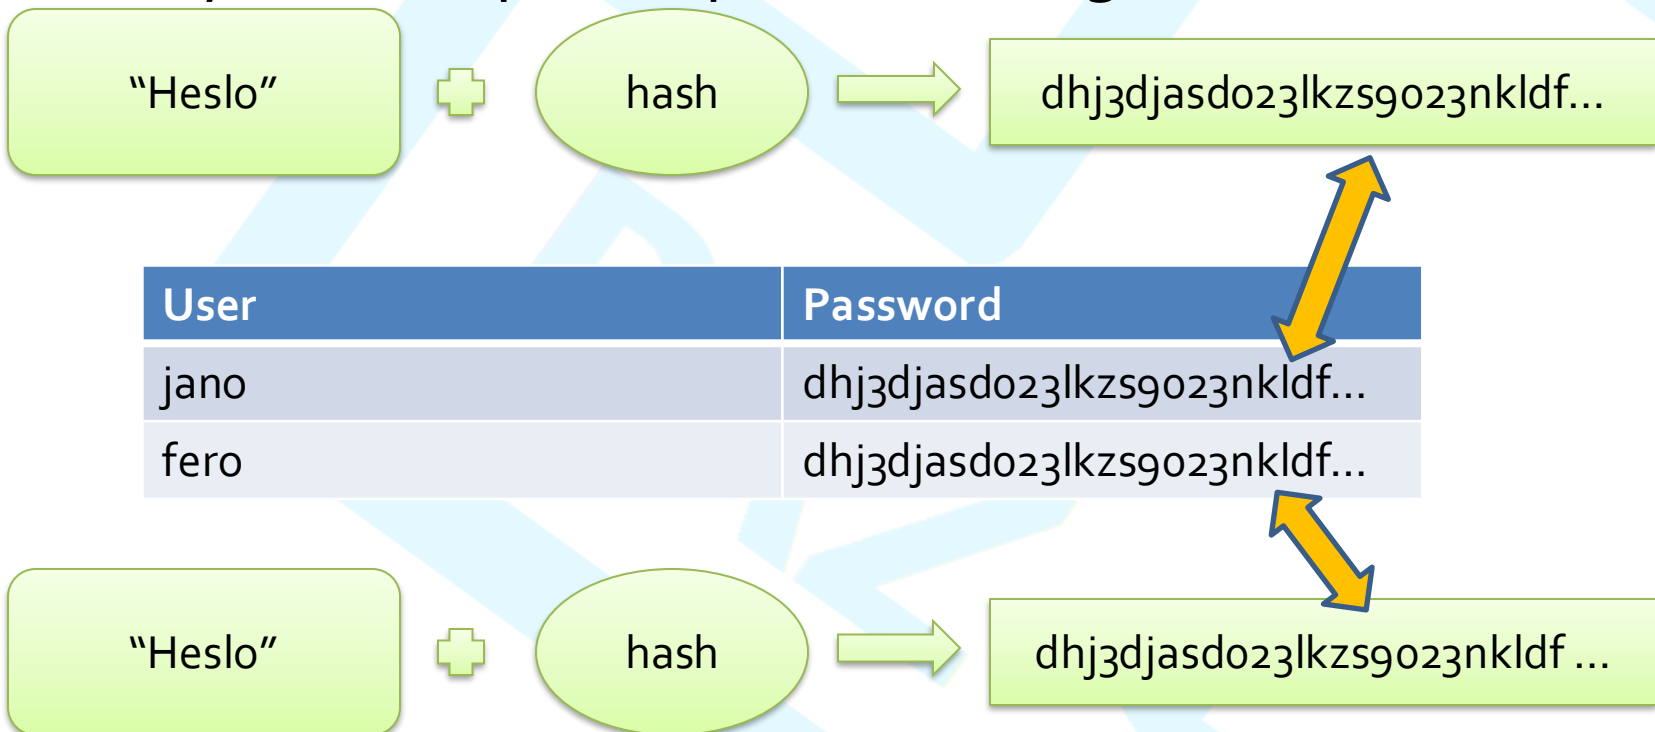 “Heslo” hash dhj3djasdo23lkzs9023nkldf...
User Password
jano dhj3djasdo23lkzs9023nkldf...
fero dhj3djasdo23lkzs9023nkldf...
“Heslo” hash dhj3djasdo23lkzs9023nkldf ...